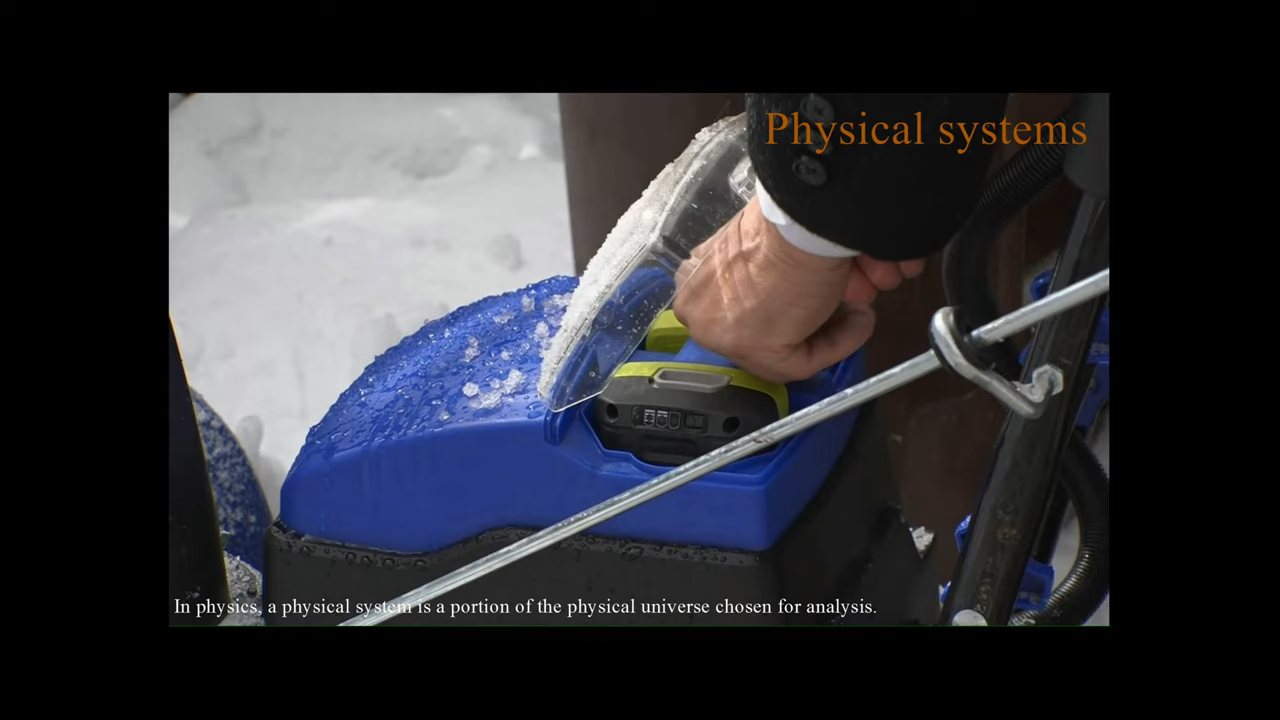 Physical systems
In physics, a physical system is a portion of the physical universe chosen for analysis.